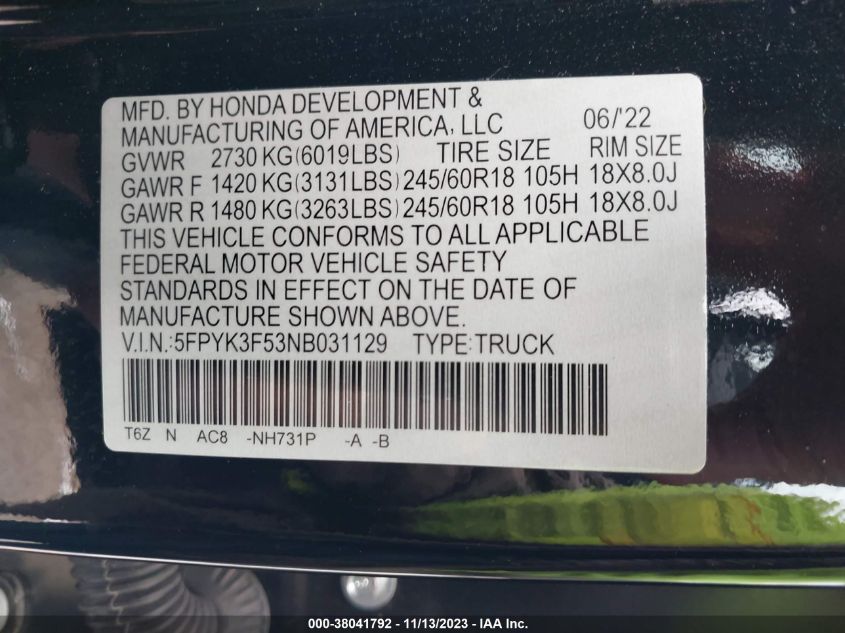 MFD. BY HONDA DEVELOPMENT &
MANUFACTURING OF AMERICA, LLC 06/'22
GVWR 2730 KG(6019LBS) TIRE SIZE RIM SIZE
GAWR F 1420 KG(3131LBS) 245/60R18 105H 18X8.0J
GAWR R 1480 KG(3263LBS) 245/60R18 105H 18X8.0J
THIS VEHICLE CONFORMS TO ALL APPLICABLE
FEDERAL MOTOR VEHICLE SAFETY
STANDARDS IN EFFECT ON THE DATE OF
MANUFACTURE SHOWN ABOVE.
V.I.N.:5FPYK3F53NB031129 TYPE:TRUCK
T6Z N AC8 -NH731P -A -B
000-38041792 — 11/13/2023 - IAA Inc.